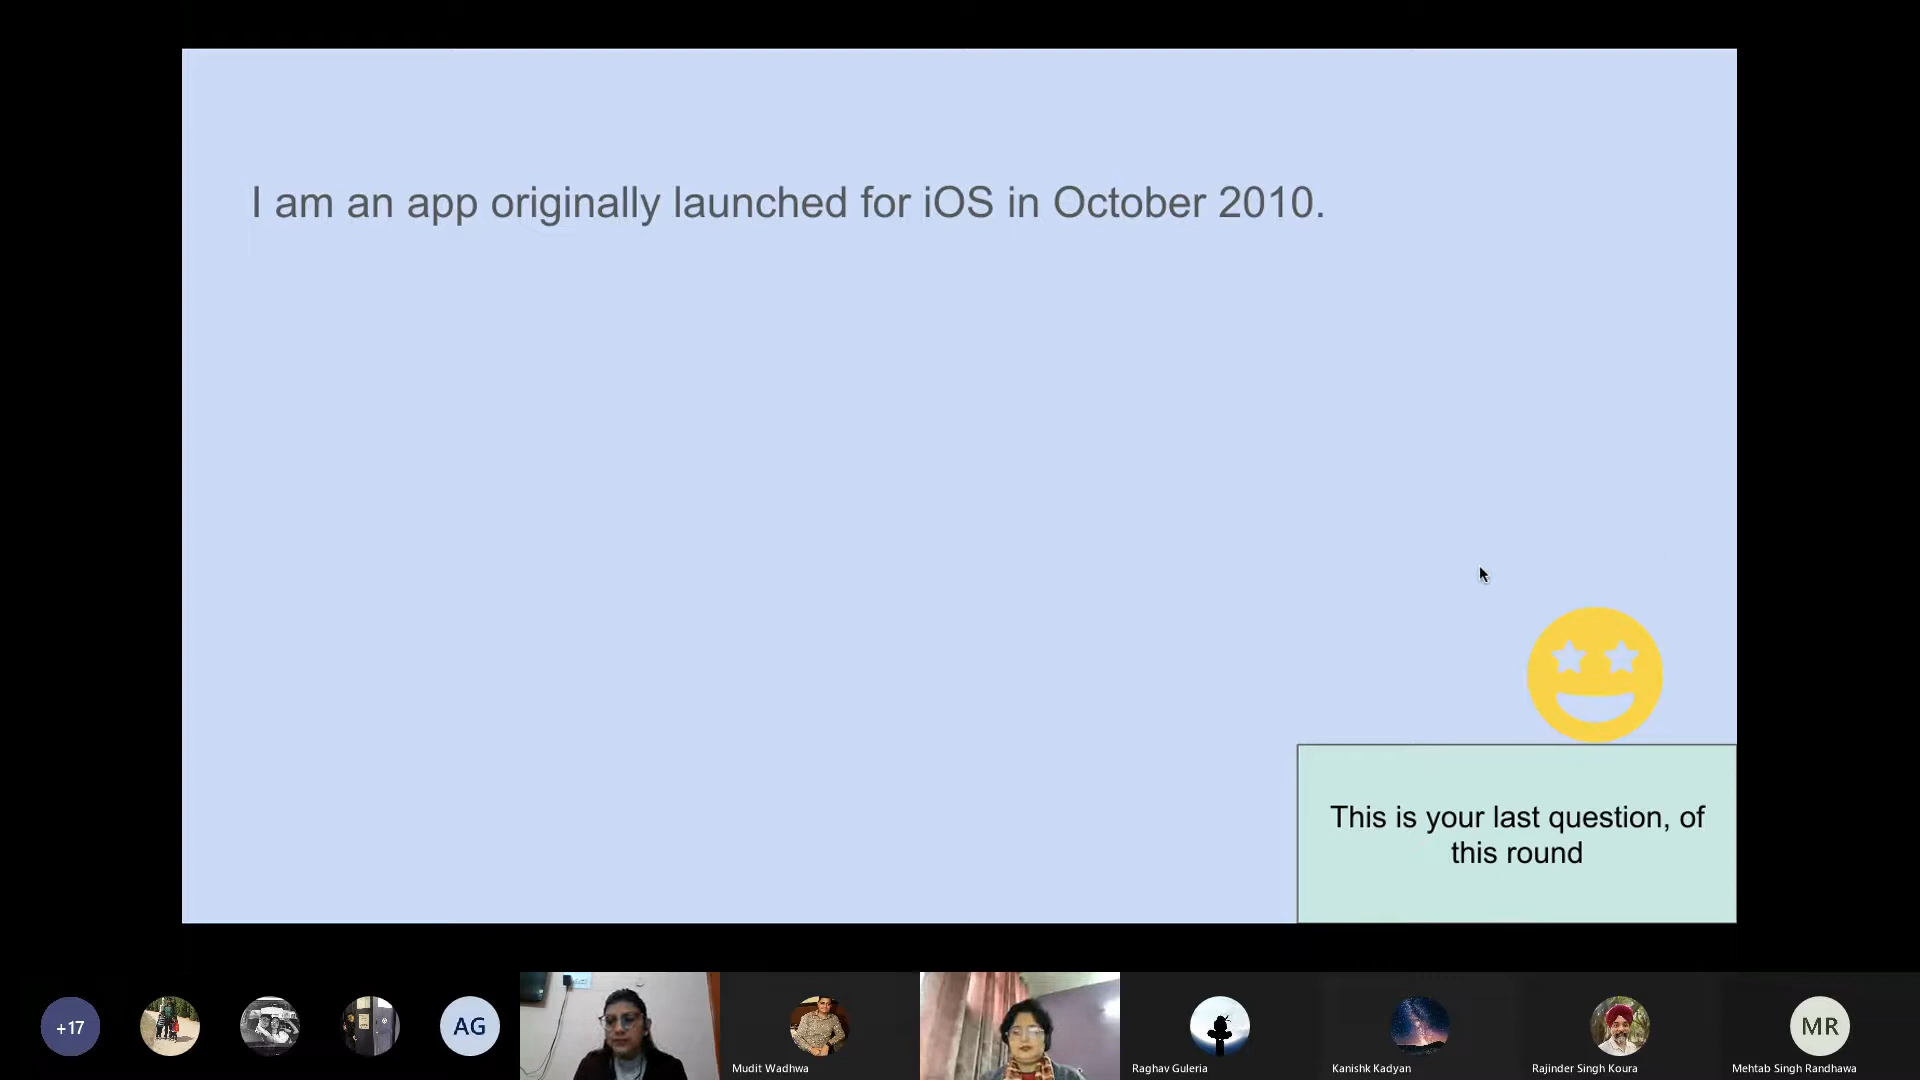 I am an app originally launched for iOS in October 2010.
This is your last question, of
this round
+17
AG
Mudit Wadhwa
Raghav Guleria
Kanishk Kadyan
Rajinder Singh Koura
MR
Mehtab Singh Randhawa